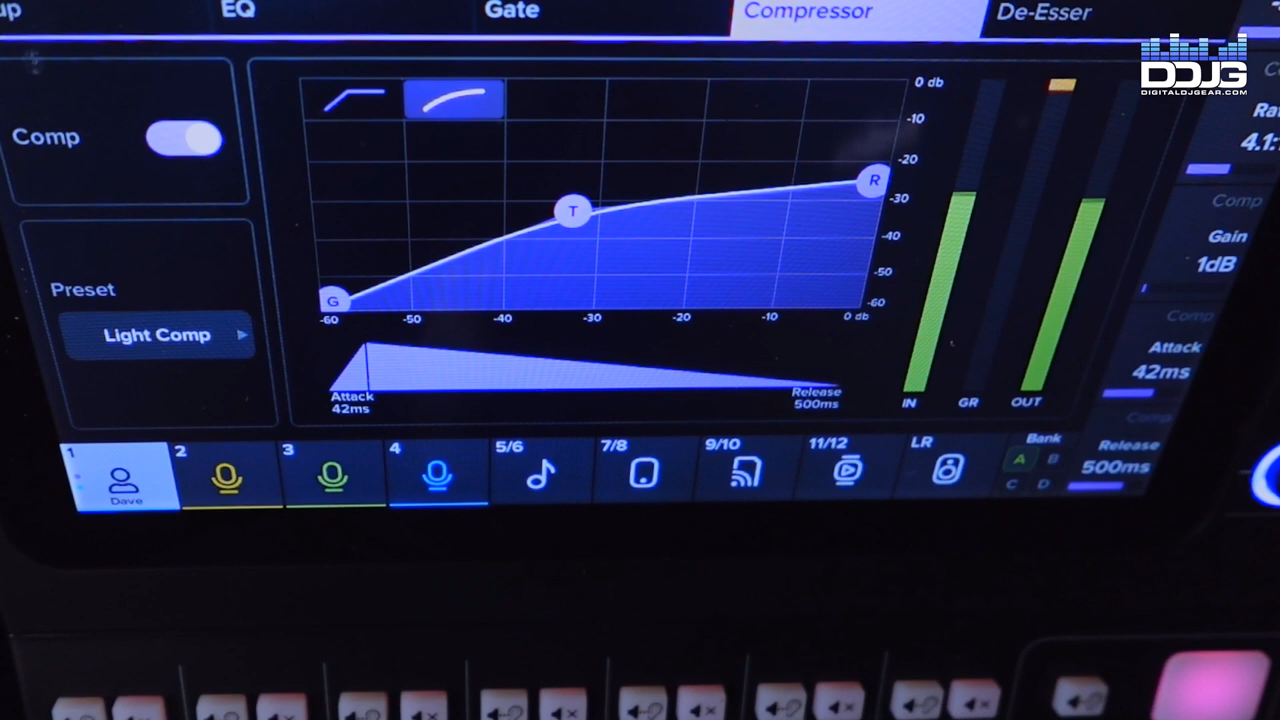 up
EQ
Gate
Compressor
De-Esser
DDJG
DIGITALDJGEAR.COM
Comp
Preset
Light Comp
G
T
R
0 db
-10
-20
-30
-40
-50
-60
-60
-50
-40
-30
-20
-10
0 db
Attack
42ms
Release
500ms
IN
GR
OUT
4.1:
Comp
Gain
1dB
Comp
Attack
42ms
Comp
Release
500ms
1
Dave
2
3
4
5/6
7/8
9/10
11/12
LR
Bank
A
B
C
D